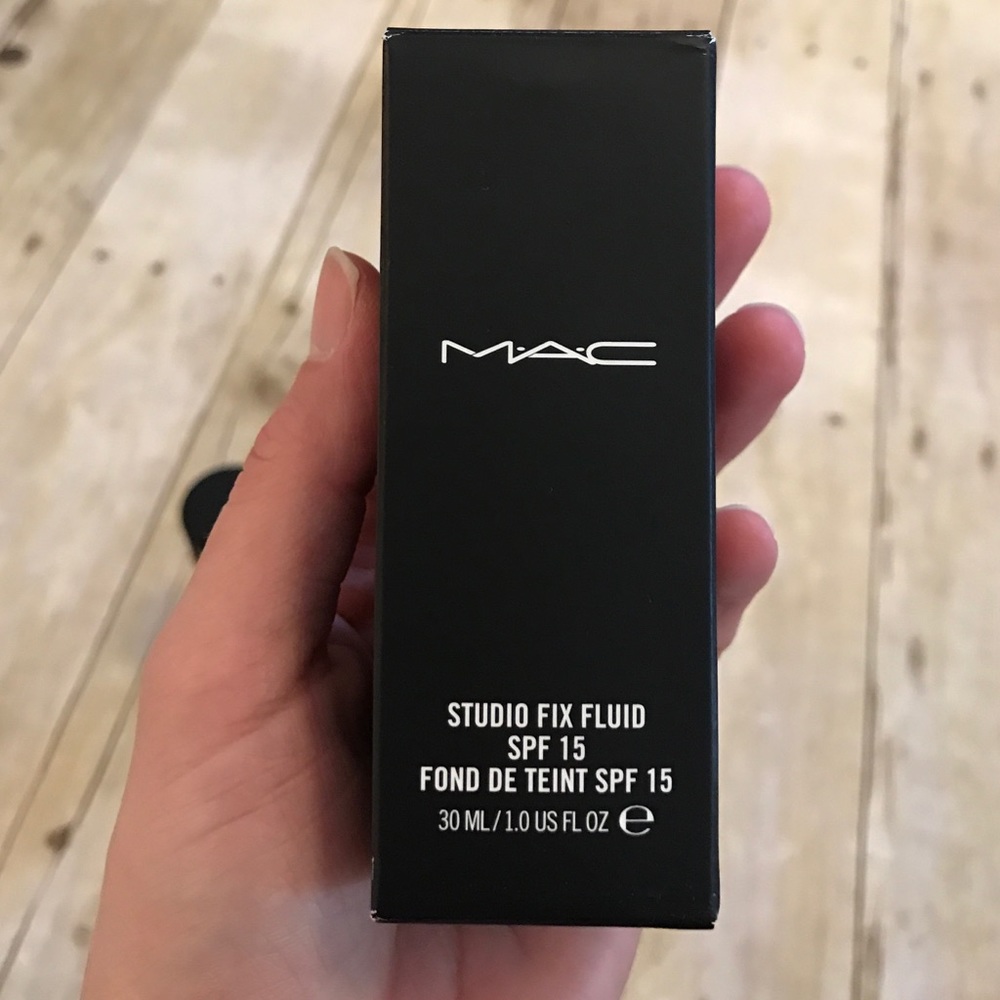 M·A·C
STUDIO FIX FLUID
SPF 15
FOND DE TEINT SPF 15
30 ML / 1.0 US FL OZ ℮